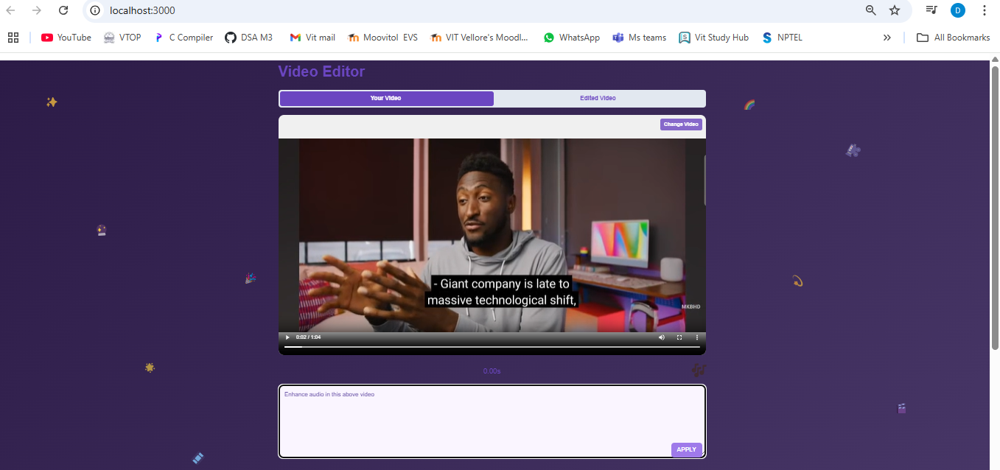 localhost:3000
D
YouTube
VTOP
C Compiler
DSA M3
Vit mail
Moovitol EVS
VIT Vellore's Moodl...
WhatsApp
Ms teams
Vit Study Hub
NPTEL
All Bookmarks
Video Editor
Your Video
Edited Video
Change Video
- Giant company is late to
massive technological shift,
MKBHD
0:02 / 1:04
0.00s
Enhance audio in this above video
APPLY